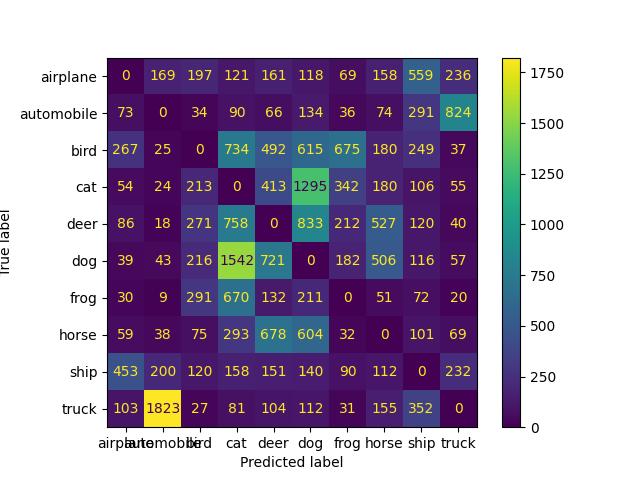 airplane 0 169 197 121 161 118 69 158 559 236
automobile 73 0 34 90 66 134 36 74 291 824
bird 267 25 0 734 492 615 675 180 249 37
cat 54 24 213 0 413 1295 342 180 106 55
deer 86 18 271 758 0 833 212 527 120 40
dog 39 43 216 1542 721 0 182 506 116 57
frog 30 9 291 670 132 211 0 51 72 20
horse 59 38 75 293 678 604 32 0 101 69
ship 453 200 120 158 151 140 90 112 0 232
truck 103 1823 27 81 104 112 31 155 352 0
airplane automobile bird cat deer dog frog horse ship truck
Predicted label
True label
1750
1500
1250
1000
750
500
250
0